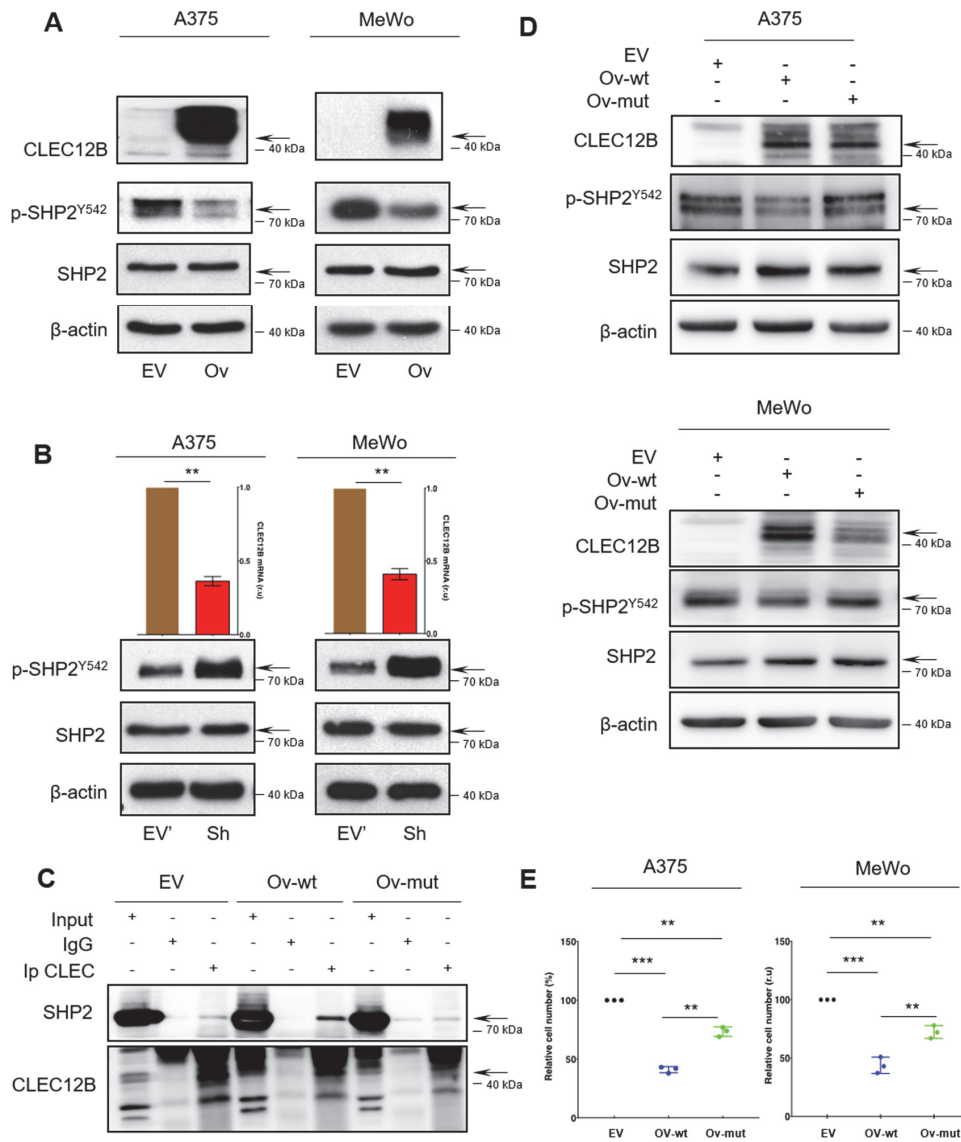 A
A375
MeWo
CLEC12B
40 kDa
40 kDa
p-SHP2Y542
70 kDa
70 kDa
SHP2
70 kDa
70 kDa
β-actin
40 kDa
40 kDa
EV Ov
EV Ov
B
A375
MeWo
**
**
1.0
0.5
0.0
CLEC12B mRNA (r.u)
1.0
0.5
0.0
CLEC12B mRNA (r.u)
p-SHP2Y542
70 kDa
70 kDa
SHP2
70 kDa
70 kDa
β-actin
40 kDa
40 kDa
EV' Sh
EV' Sh
C
EV Ov-wt Ov-mut
Input + - - + - - + - -
IgG - + - - + - - + -
Ip CLEC - - + - - + - - +
SHP2
70 kDa
CLEC12B
40 kDa
D
A375
EV + - -
Ov-wt - + -
Ov-mut - - +
CLEC12B
40 kDa
p-SHP2Y542
70 kDa
SHP2
70 kDa
β-actin
40 kDa
MeWo
EV + - -
Ov-wt - + -
Ov-mut - - +
CLEC12B
40 kDa
p-SHP2Y542
70 kDa
SHP2
70 kDa
β-actin
40 kDa
E
A375
MeWo
Relative cell number (%)
150
100
50
0
**
***
**
EV OV-wt Ov-mut
Relative cell number (r.u)
150
100
50
0
**
***
**
EV OV-wt Ov-mut